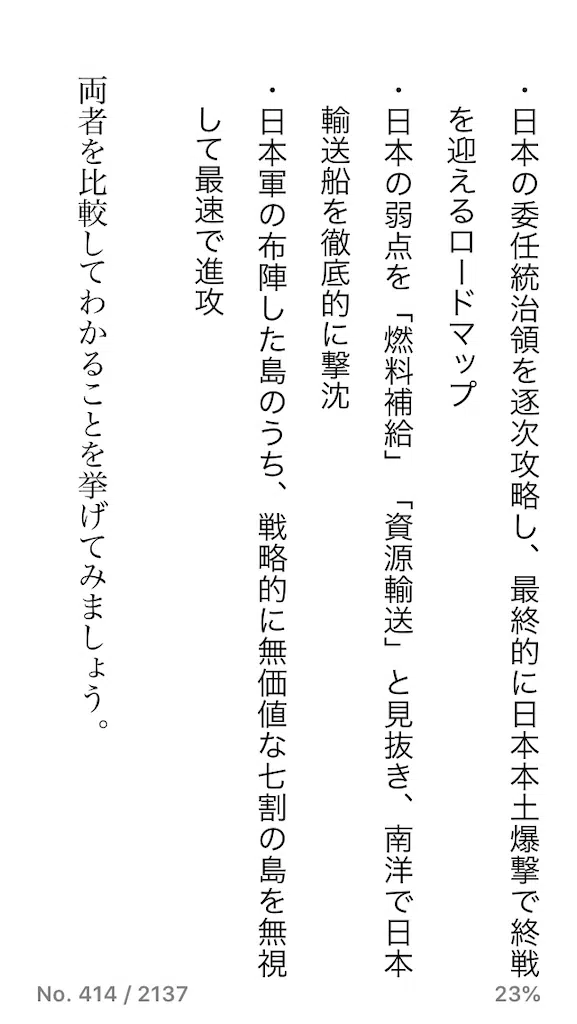 ・日本の委任統治領を逐次攻略し、最終的に日本本土爆撃で終戦
を迎えるロードマップ
・日本の弱点を「燃料補給」「資源輸送」と見抜き、南洋で日本
輸送船を徹底的に撃沈
・日本軍の布陣した島のうち、戦略的に無価値な七割の島を無視
して最速で進攻
両者を比較してわかることを挙げてみましょう。
No. 414 / 2137
23%